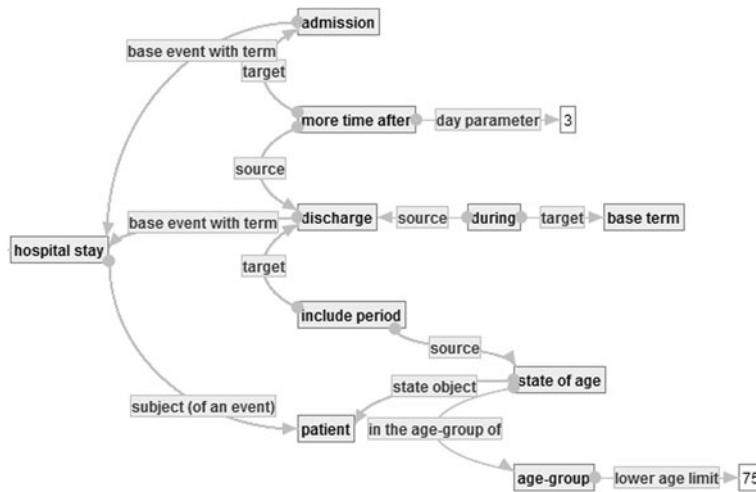 admission
base event with term
target
more time after
day parameter
3
source
discharge
source
during
target
base term
base event with term
hospital stay
target
include period
source
state of age
state object
subject (of an event)
patient
in the age-group of
age-group
lower age limit
75